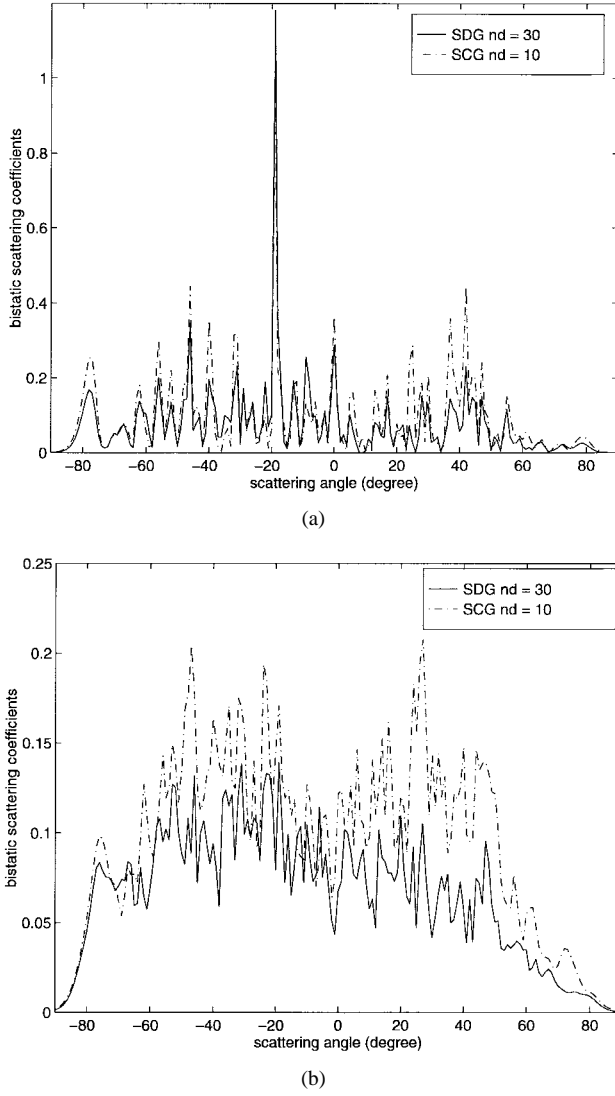 SDG nd = 30
SCG nd = 10
1
0.8
0.6
0.4
0.2
0
bistatic scattering coefficients
−80 −60 −40 −20 0 20 40 60 80
scattering angle (degree)
(a)
SDG nd = 30
SCG nd = 10
0.25
0.2
0.15
0.1
0.05
0
bistatic scattering coefficients
−80 −60 −40 −20 0 20 40 60 80
scattering angle (degree)
(b)